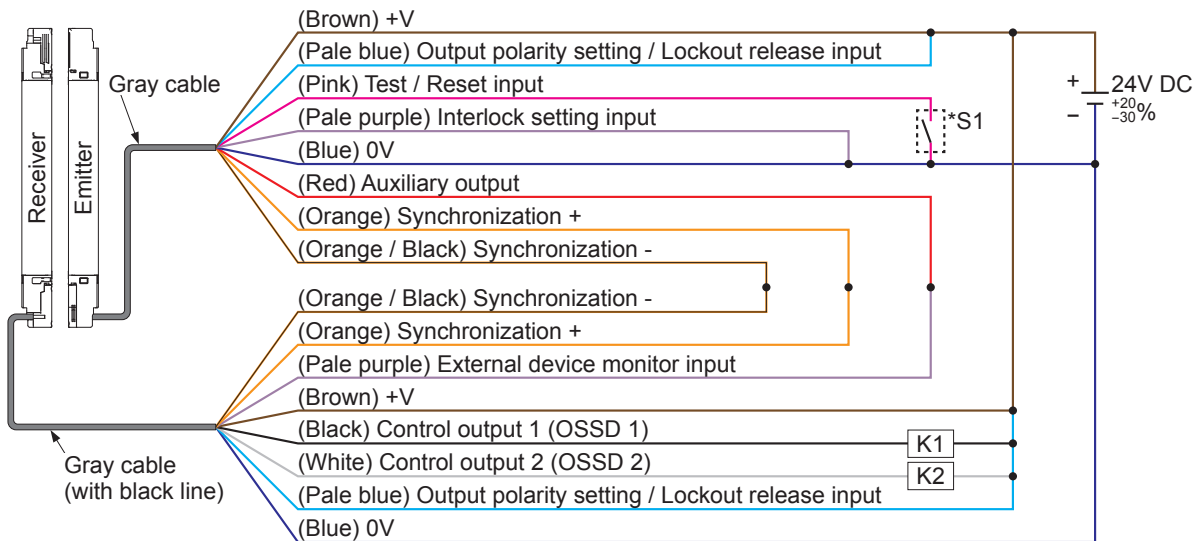 Receiver
Emitter
Gray cable
(Brown) +V
(Pale blue) Output polarity setting / Lockout release input
(Pink) Test / Reset input
(Pale purple) Interlock setting input
(Blue) 0V
(Red) Auxiliary output
(Orange) Synchronization +
(Orange / Black) Synchronization -
*S1
+
−
24V DC
+20
−30 %
(Orange / Black) Synchronization -
(Orange) Synchronization +
(Pale purple) External device monitor input
(Brown) +V
(Black) Control output 1 (OSSD 1)
K1
(White) Control output 2 (OSSD 2)
K2
(Pale blue) Output polarity setting / Lockout release input
(Blue) 0V
Gray cable
(with black line)